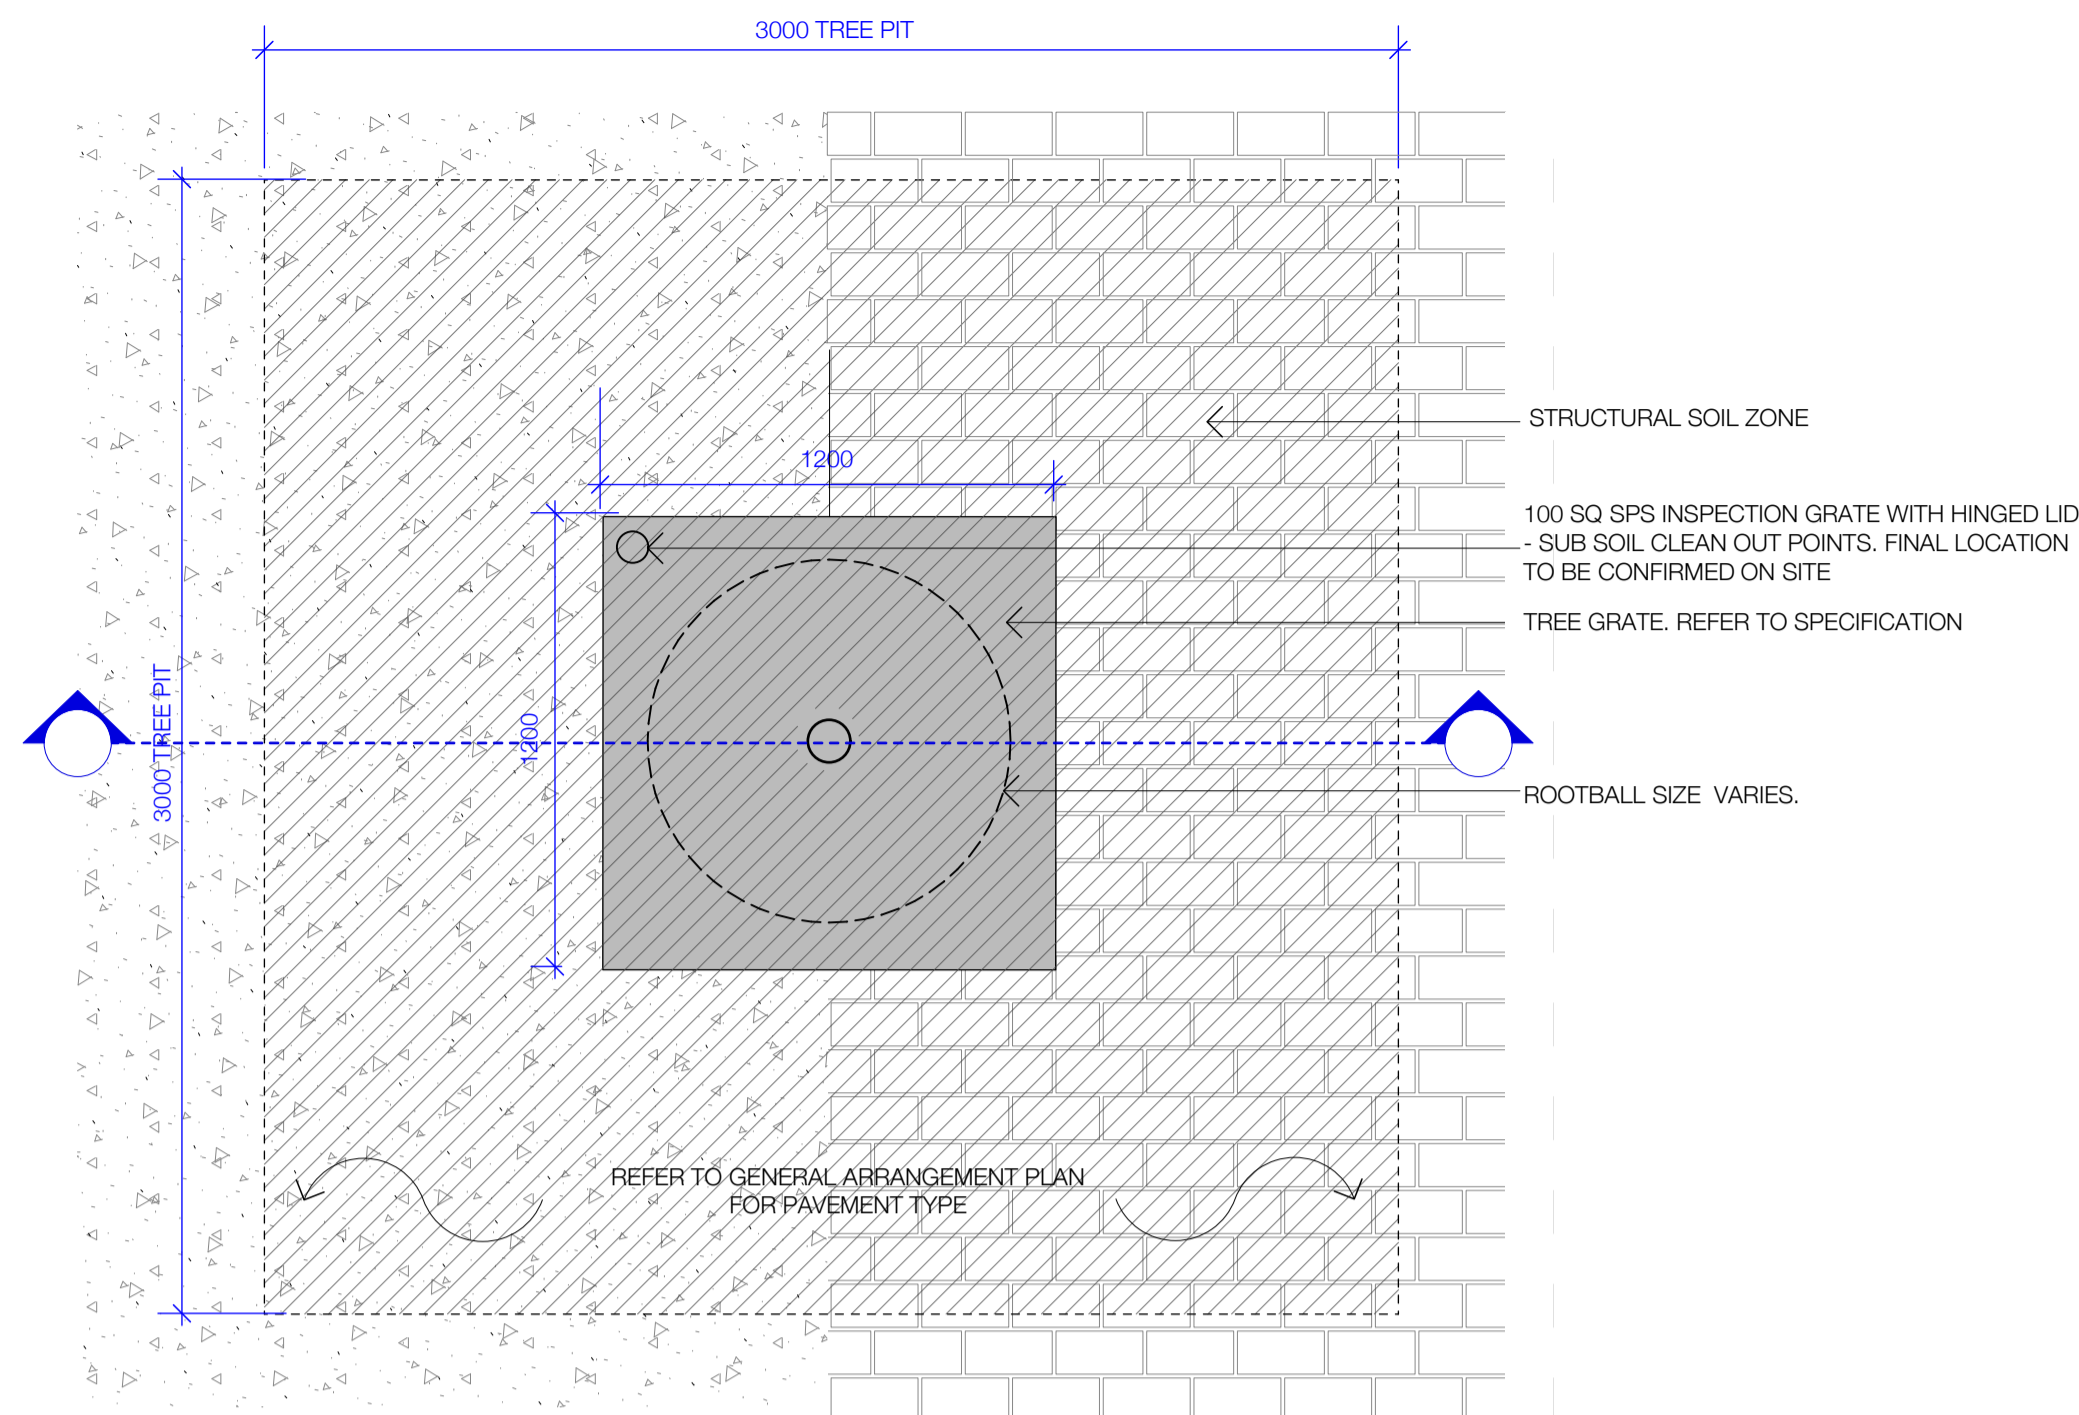 3000 TREE PIT
STRUCTURAL SOIL ZONE
1200
100 SQ SPS INSPECTION GRATE WITH HINGED LID
- SUB SOIL CLEAN OUT POINTS. FINAL LOCATION
TO BE CONFIRMED ON SITE
TREE GRATE. REFER TO SPECIFICATION
3000 TREE PIT
1200
ROOTBALL SIZE VARIES.
REFER TO GENERAL ARRANGEMENT PLAN
FOR PAVEMENT TYPE